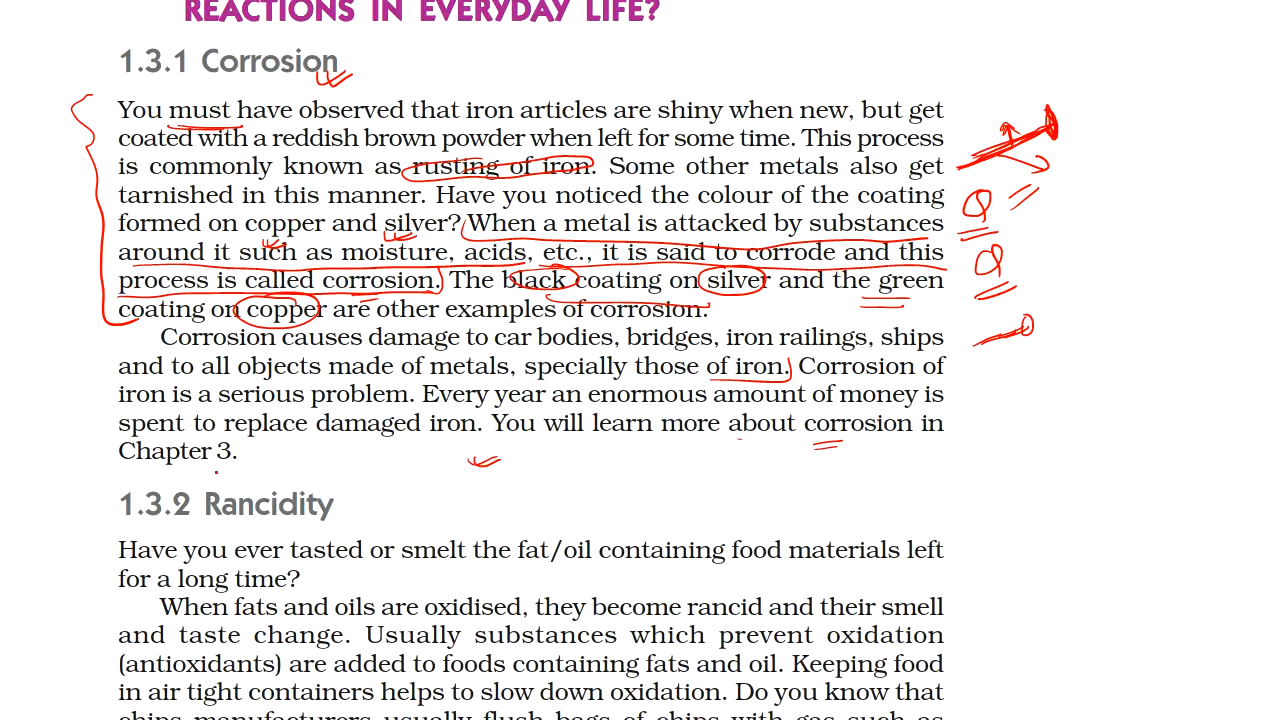 REACTIONS IN EVERYDAY LIFE?
1.3.1 Corrosion
You must have observed that iron articles are shiny when new, but get
coated with a reddish brown powder when left for some time. This process
is commonly known as rusting of iron. Some other metals also get
tarnished in this manner. Have you noticed the colour of the coating
formed on copper and silver? When a metal is attacked by substances
around it such as moisture, acids, etc., it is said to corrode and this
process is called corrosion. The black coating on silver and the green
coating on copper are other examples of corrosion.
Corrosion causes damage to car bodies, bridges, iron railings, ships
and to all objects made of metals, specially those of iron. Corrosion of
iron is a serious problem. Every year an enormous amount of money is
spent to replace damaged iron. You will learn more about corrosion in
Chapter 3.
1.3.2 Rancidity
Have you ever tasted or smelt the fat/oil containing food materials left
for a long time?
When fats and oils are oxidised, they become rancid and their smell
and taste change. Usually substances which prevent oxidation
(antioxidants) are added to foods containing fats and oil. Keeping food
in air tight containers helps to slow down oxidation. Do you know that
chips manufacturers usually flush bags of chips with gas such as